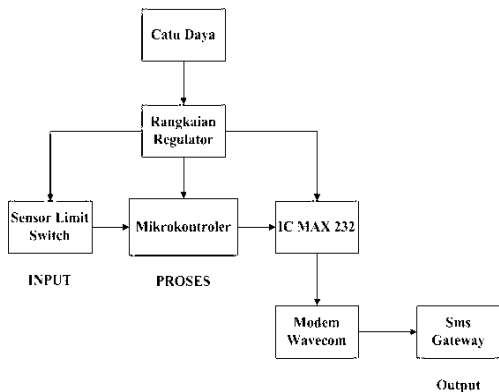 Catu Daya
Rangkaian
Regulator
Sensor Limit
Switch
Mikrokontroler
IC MAX 232
INPUT
PROSES
Modem
Wavecom
Sms
Gateway
Output